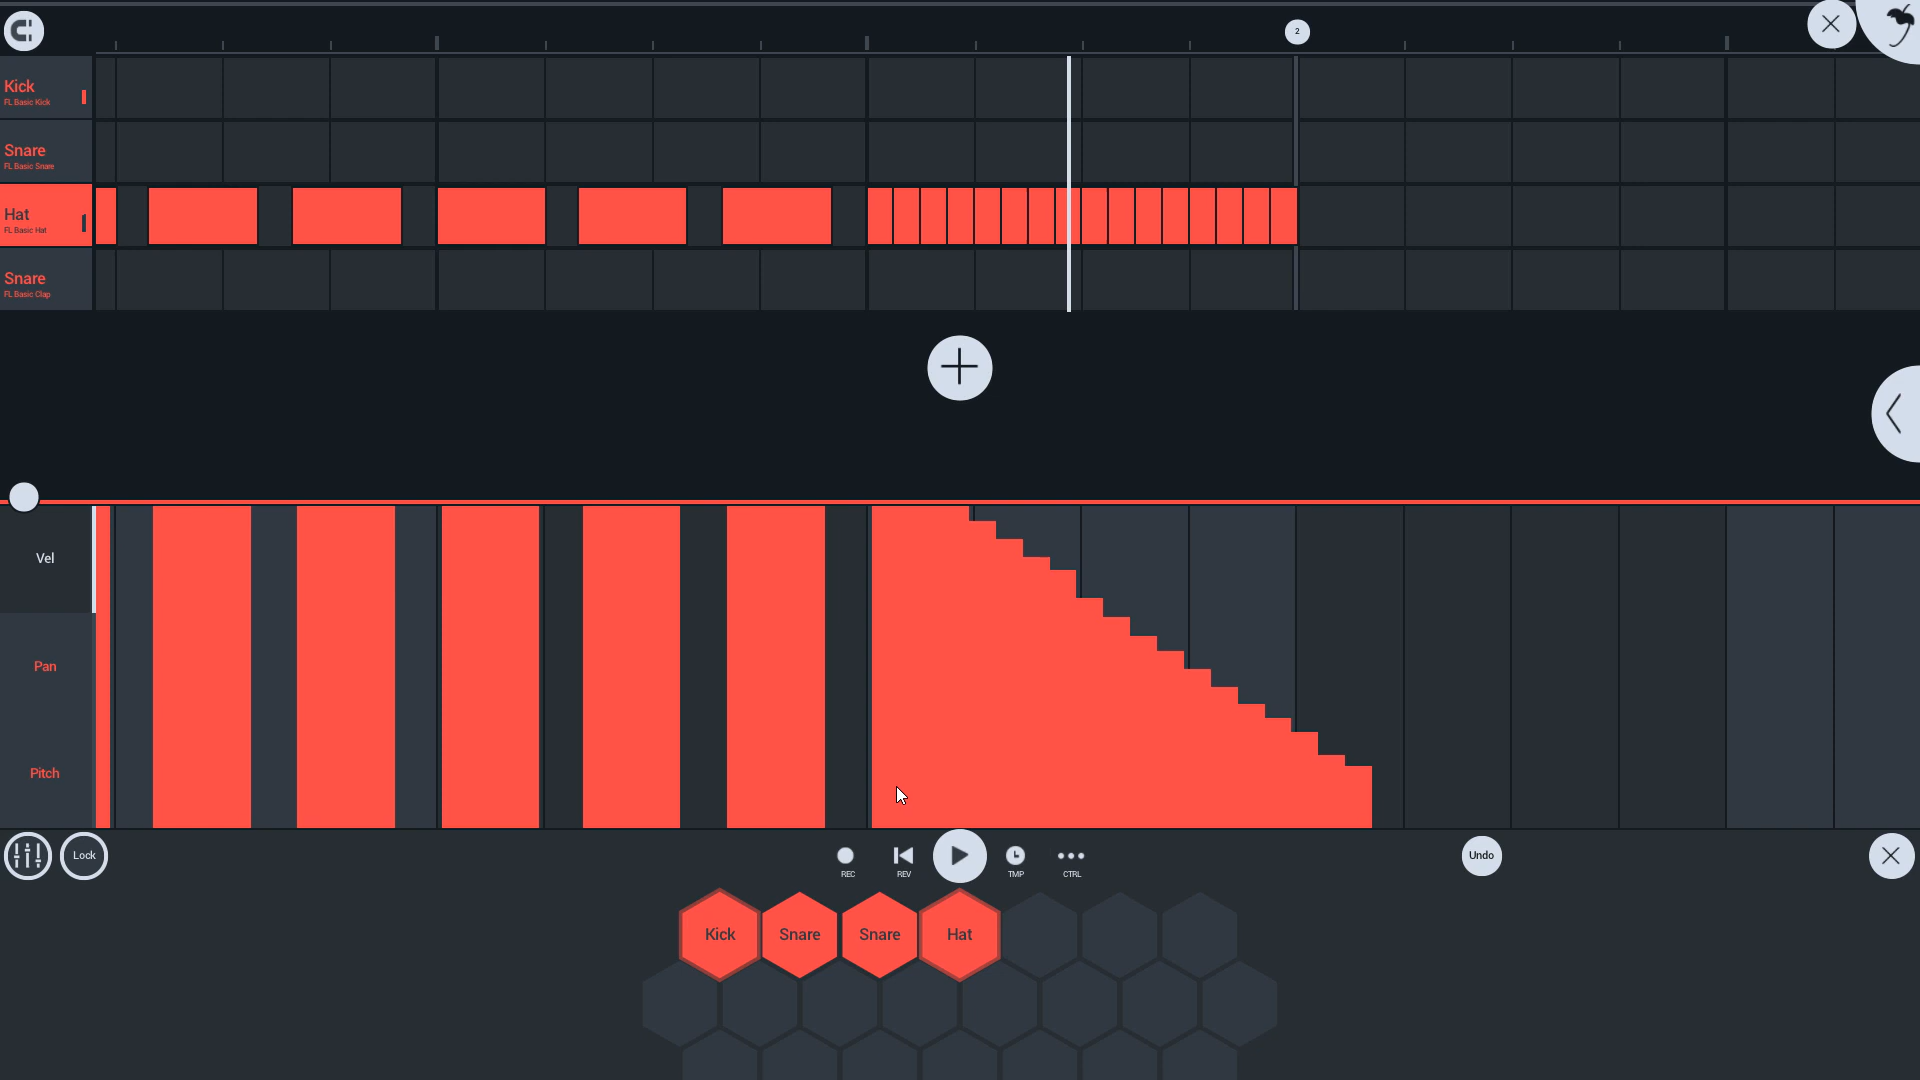 2
Kick
FL Basic Kick
Snare
FL Basic Snare
Hat
FL Basic Hat
Snare
FL Basic Clap
Vel
Pan
Pitch
Lock
REC
REV
TMP
CTRL
Undo
Kick
Snare
Snare
Hat